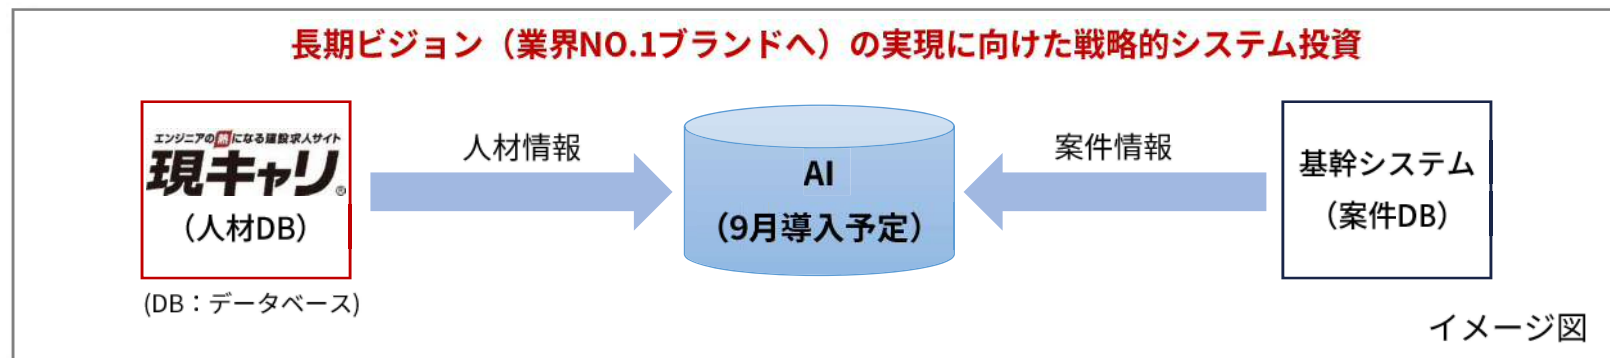 長期ビジョン（業界NO.1ブランドへ）の実現に向けた戦略的システム投資
エンジニアの熱になる建設求人サイト
現キャリ®
（人材DB）
(DB：データベース)
人材情報
AI
（9月導入予定）
案件情報
基幹システム
（案件DB）
イメージ図